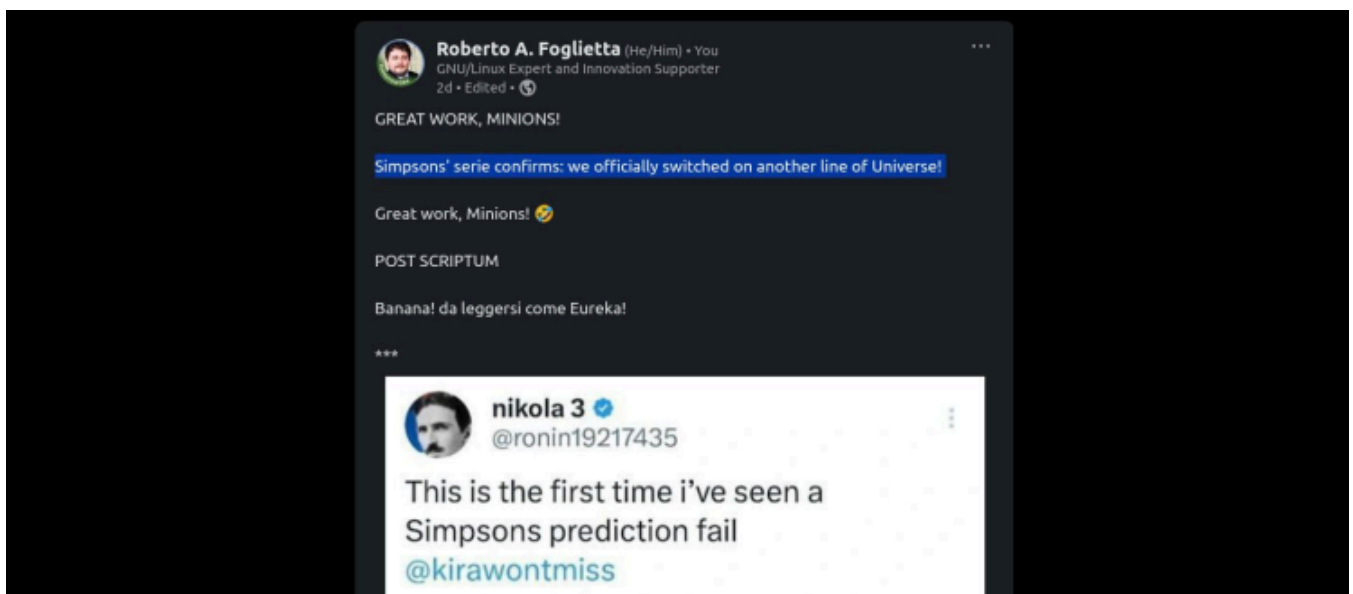 Roberto A. Foglietta (He/Him) • You
GNU/Linux Expert and Innovation Supporter
2d • Edited •
GREAT WORK, MINIONS!
Simpsons' serie confirms: we officially switched on another line of Universe!
Great work, Minions! 🤣
POST SCRIPTUM
Banana! da leggersi come Eureka!
***
nikola 3
@ronin19217435
This is the first time i've seen a
Simpsons prediction fail
@kirawontmiss